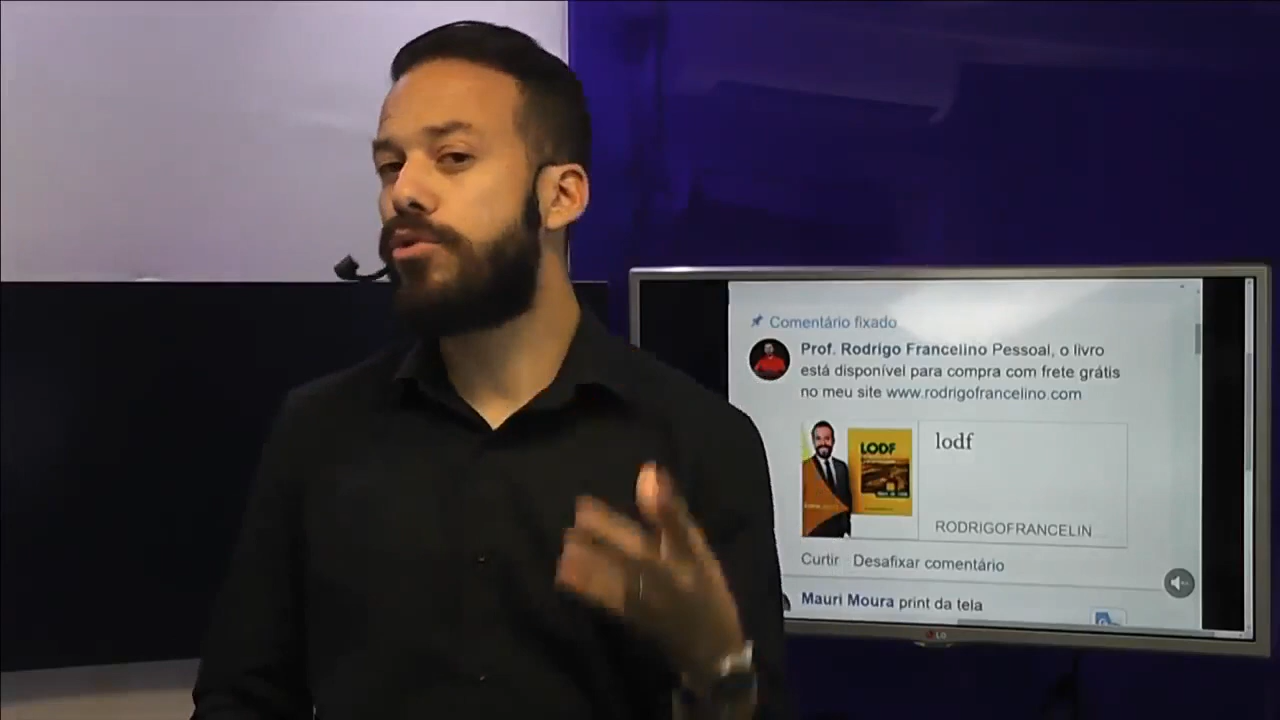 Comentário fixado
Prof. Rodrigo Francelino Pessoal, o livro
está disponível para compra com frete grátis
no meu site www.rodrigofrancelino.com
LODF
lodf
RODRIGOFRANCELIN
Curtir Desafixar comentário
Mauri Moura print da tela
LG